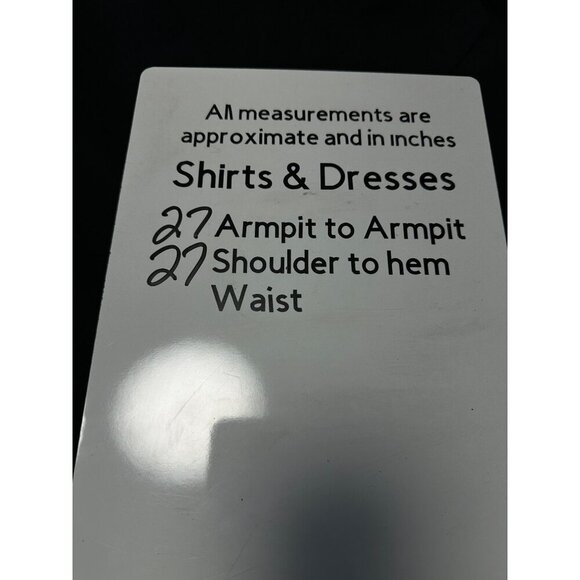 All measurements are
approximate and in inches
Shirts & Dresses
27 Armpit to Armpit
27 Shoulder to hem
Waist